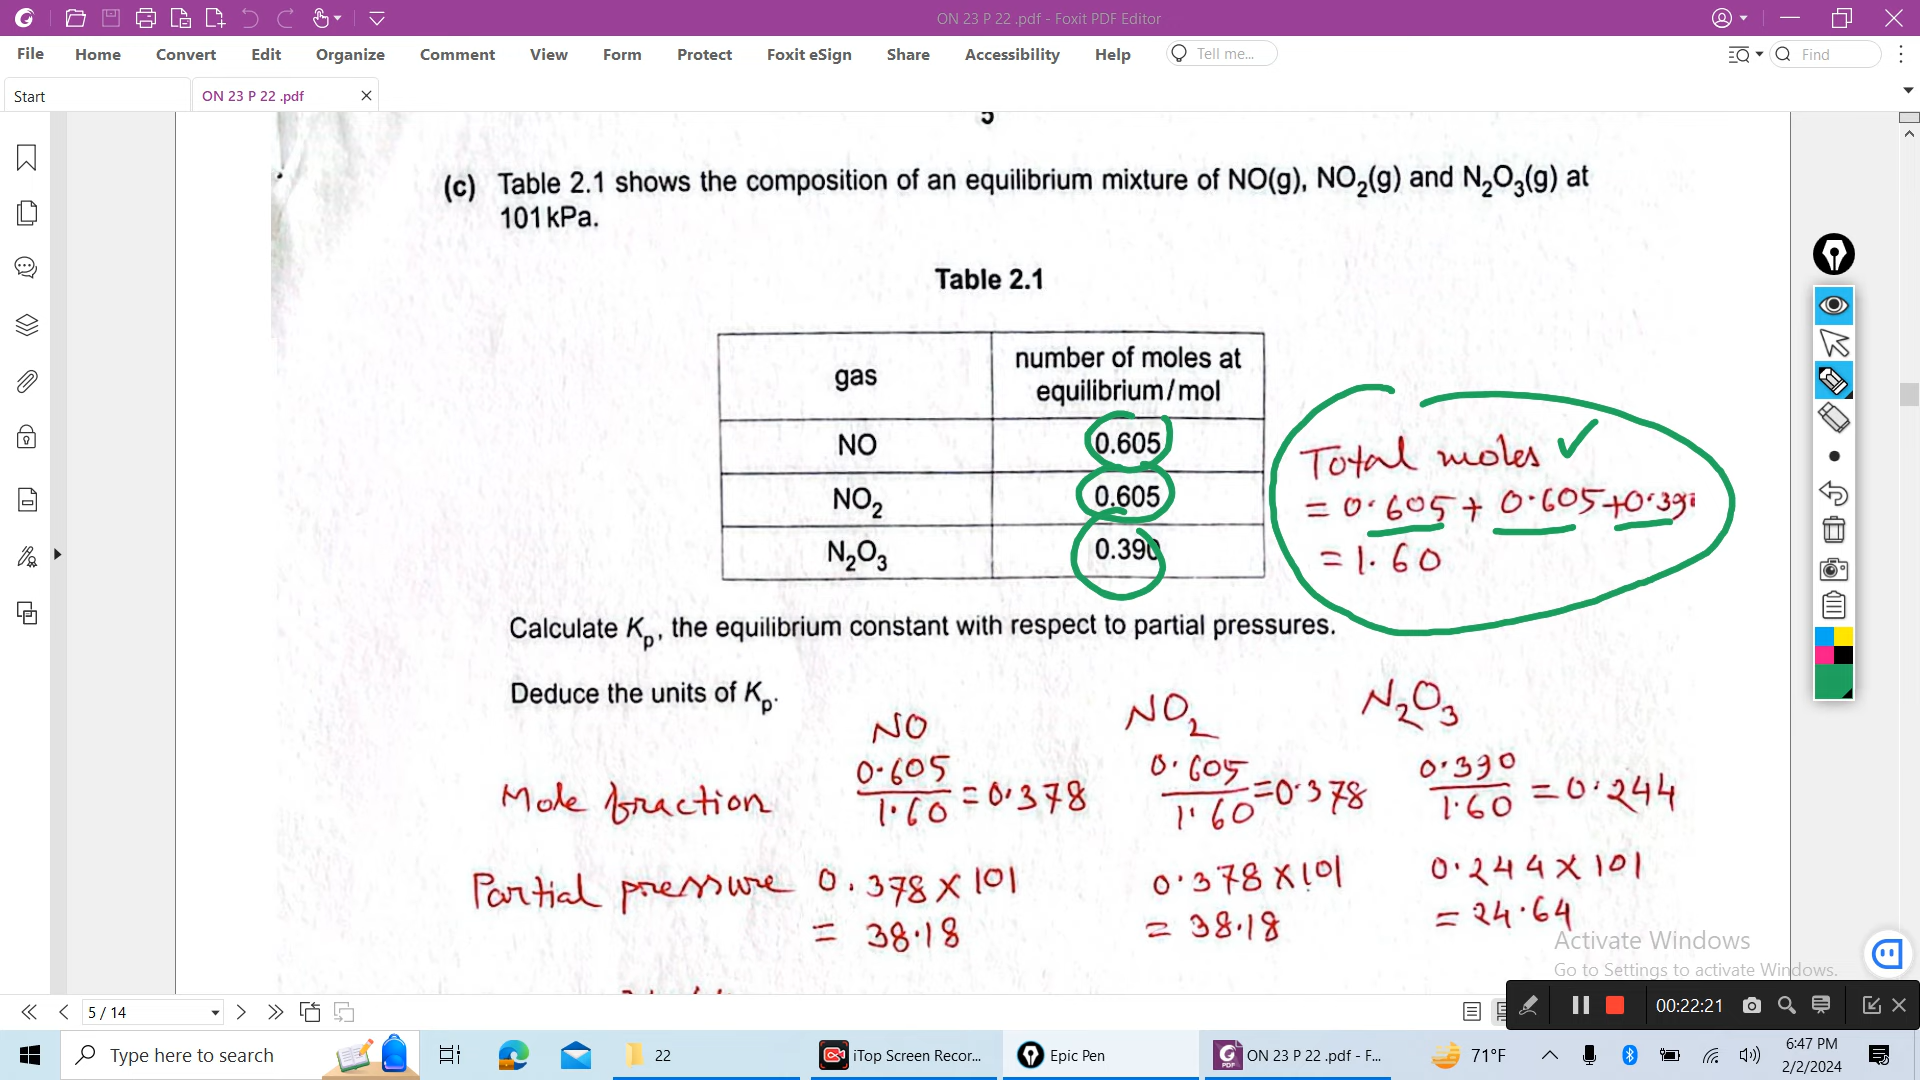 ON 23 P 22 .pdf - Foxit PDF Editor
File Home Convert Edit Organize Comment View Form Protect Foxit eSign Share Accessibility Help Tell me... Find
Start ON 23 P 22 .pdf
5
(c) Table 2.1 shows the composition of an equilibrium mixture of NO(g), NO₂(g) and N₂O₃(g) at
101 kPa.
Table 2.1
gas number of moles at equilibrium/mol
NO 0.605
NO₂ 0.605
N₂O₃ 0.390
Total moles
= 0.605 + 0.605 + 0.39
= 1.60
Calculate Kp, the equilibrium constant with respect to partial pressures.
Deduce the units of Kp.
NO NO₂ N₂O₃
Mole fraction 0.605/1.60 = 0.378 0.605/1.60 = 0.378 0.390/1.60 = 0.244
Partial pressure 0.378 × 101 0.378 × 101 0.244 × 101
= 38.18 = 38.18 = 24.64
Activate Windows
Go to Settings to activate Windows.
5 / 14
00:22:21
Type here to search 22 iTop Screen Recor... Epic Pen ON 23 P 22 .pdf - F... 71°F 6:47 PM
2/2/2024